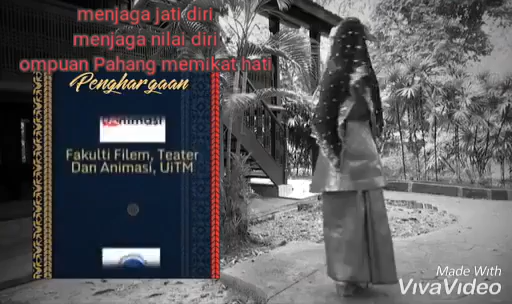 menjaga jati diri
menjaga nilai diri
ompuan Pahang memikat hati
Penghargaan
nimasi
Fakulti Filem, Teater
Dan Animasi, UiTM
Made With
VivaVideo